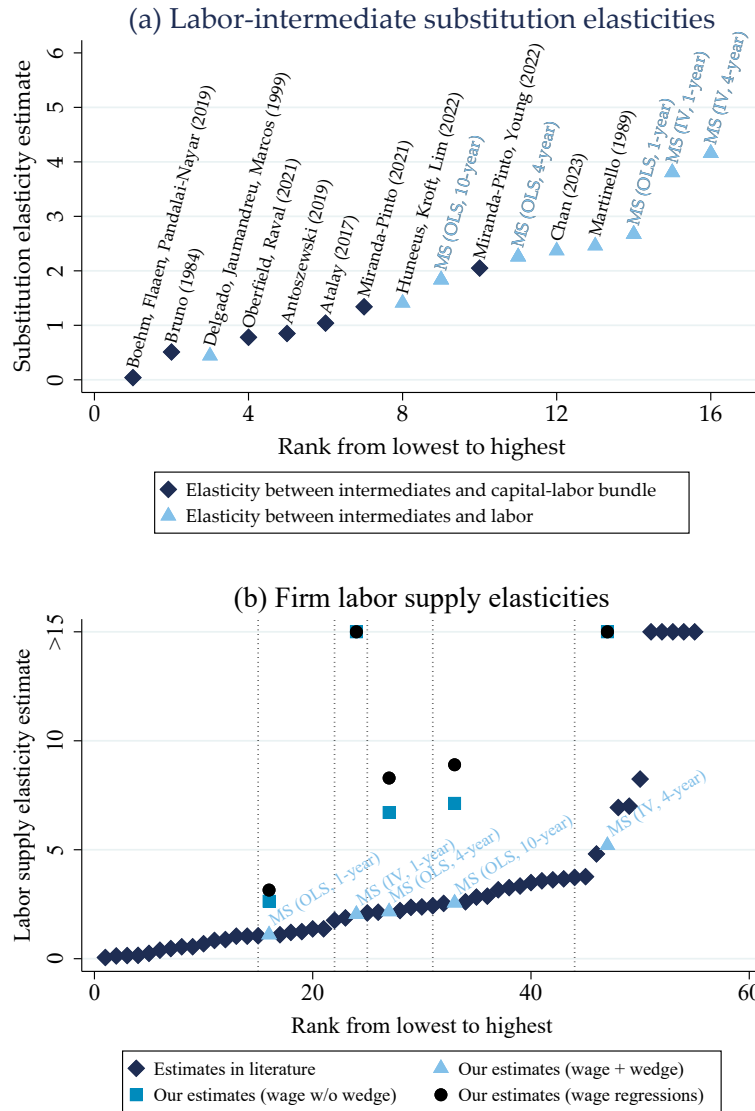 (a) Labor-intermediate substitution elasticities
Substitution elasticity estimate
6
5
4
3
2
1
0
Boehm, Flaaen, Pandalai-Nayar (2019)
Bruno (1984)
Delgado, Jaumandreu, Marcos (1999)
Oberfield, Raval (2021)
Antoszewski (2019)
Atalay (2017)
Miranda-Pinto (2021)
Huneeus, Kroft, Lim (2022)
MS (OLS, 10-year)
Miranda-Pinto, Young (2022)
MS (OLS, 4-year)
Chan (2023)
Martinello (1989)
MS (OLS, 1-year)
MS (IV, 1-year)
MS (IV, 4-year)
0 4 8 12 16
Rank from lowest to highest
Elasticity between intermediates and capital-labor bundle
Elasticity between intermediates and labor
(b) Firm labor supply elasticities
Labor supply elasticity estimate
>15
10
5
0
MS (OLS, 1-year)
MS (IV, 1-year)
MS (OLS, 4-year)
MS (OLS, 10-year)
MS (IV, 4-year)
0 20 40 60
Rank from lowest to highest
Estimates in literature
Our estimates (wage + wedge)
Our estimates (wage w/o wedge)
Our estimates (wage regressions)